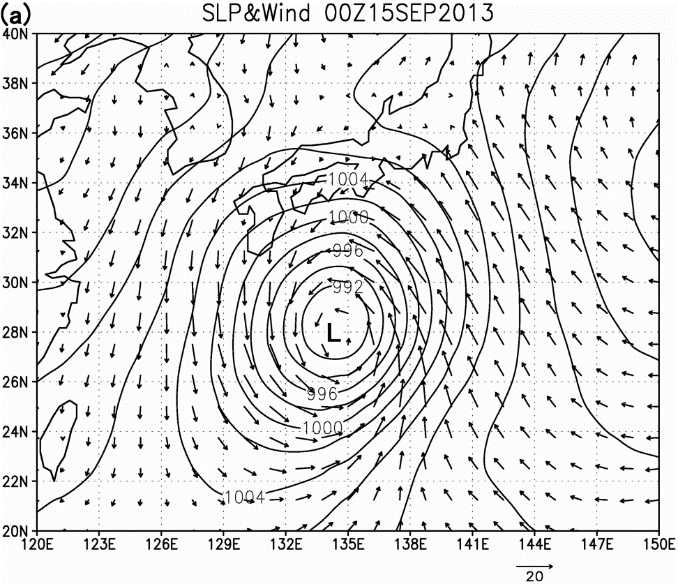 (a)
SLP&Wind 00Z15SEP2013
40N
38N
36N
34N
32N
30N
28N
26N
24N
22N
20N
1004
1000
996
992
L
996
1000
1004
120E 123E 126E 129E 132E 135E 138E 141E 144E 147E 150E
20